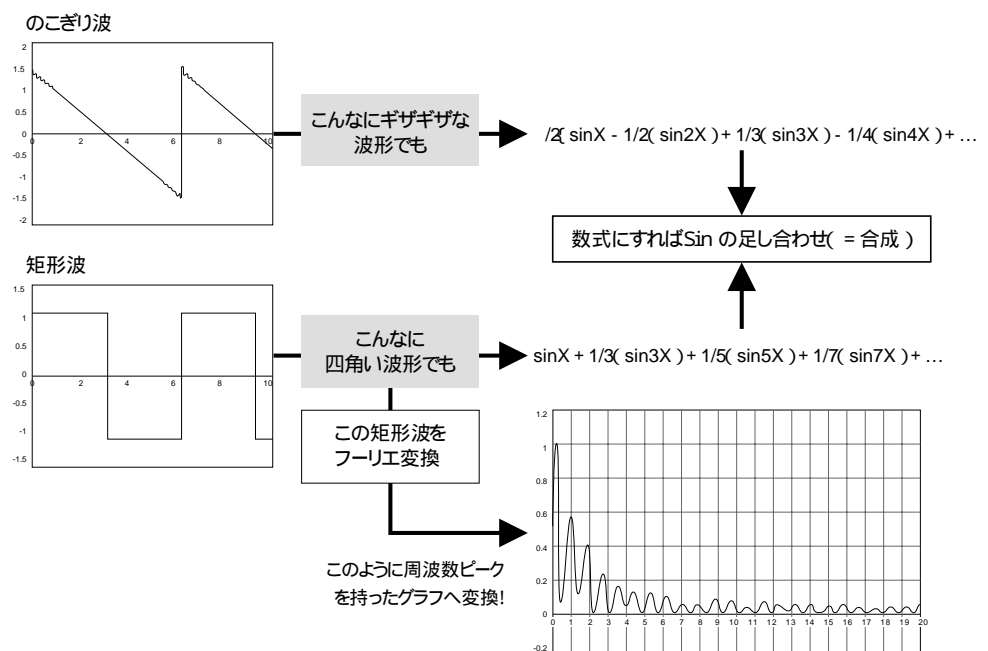 のこぎり波
2
1.5
1
0.5
0
-0.5
-1
-1.5
-2
0 2 4 6 8 10
こんなにギザギザな
波形でも
/2{ sinX - 1/2( sin2X ) + 1/3( sin3X ) - 1/4( sin4X ) + …
数式にすればSin の足し合わせ( = 合成 )
矩形波
1.5
1
0.5
0
-0.5
-1
-1.5
0 2 4 6 8 10
こんなに
四角い波形でも
sinX + 1/3( sin3X ) + 1/5( sin5X ) + 1/7( sin7X ) + …
この矩形波を
フーリエ変換
このように周波数ピーク
を持ったグラフへ変換!
1.2
1
0.8
0.6
0.4
0.2
0
-0.2
0 1 2 3 4 5 6 7 8 9 10 11 12 13 14 15 16 17 18 19 20